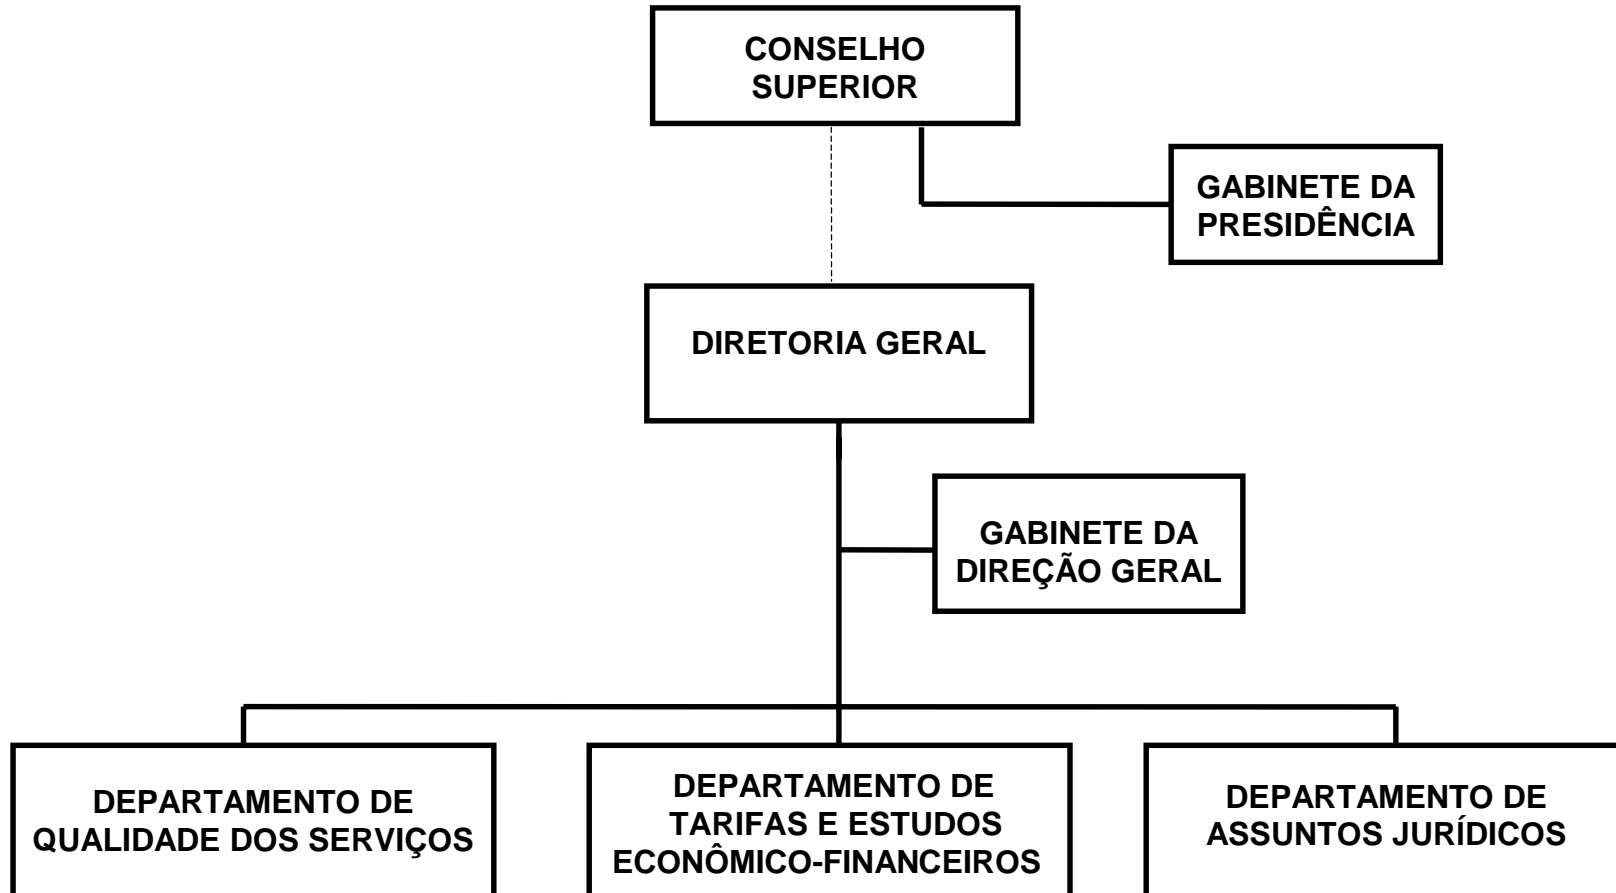 CONSELHO
SUPERIOR
GABINETE DA
PRESIDÊNCIA
DIRETORIA GERAL
GABINETE DA
DIREÇÃO GERAL
DEPARTAMENTO DE
QUALIDADE DOS SERVIÇOS
DEPARTAMENTO DE
TARIFAS E ESTUDOS
ECONÔMICO-FINANCEIROS
DEPARTAMENTO DE
ASSUNTOS JURÍDICOS